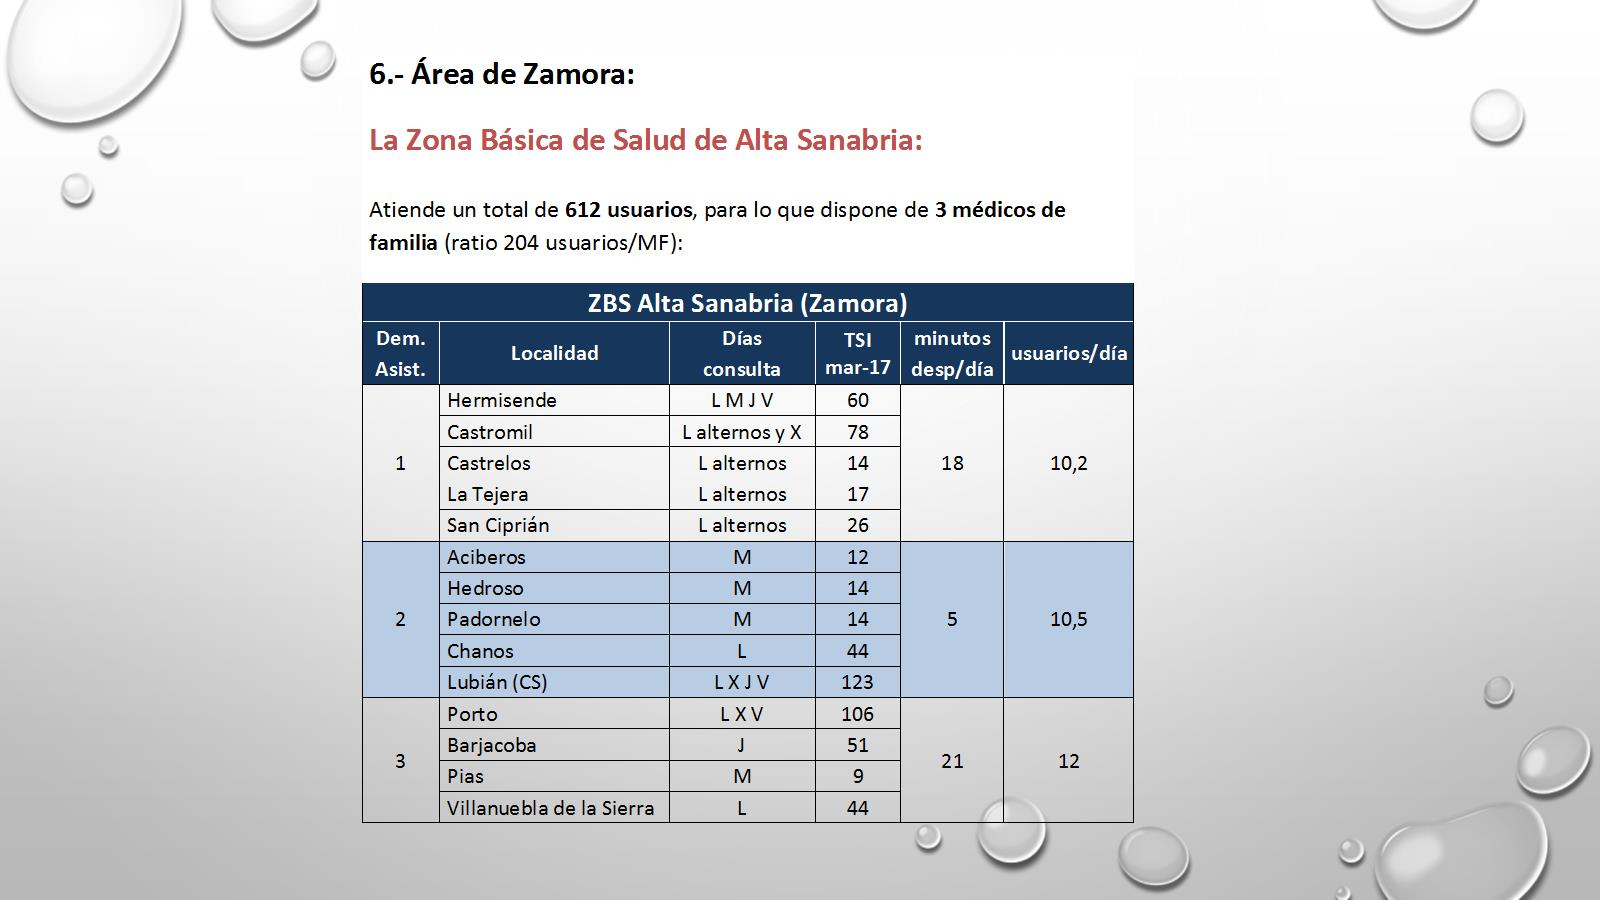 6.- Área de Zamora:
La Zona Básica de Salud de Alta Sanabria:
Atiende un total de 612 usuarios, para lo que dispone de 3 médicos de
familia (ratio 204 usuarios/MF):
ZBS Alta Sanabria (Zamora)
Dem. Asist. Localidad Días consulta TSI mar-17 minutos desp/día usuarios/día
1 Hermisende L M J V 60 18 10,2
Castromil L alternos y X 78
Castrelos L alternos 14
La Tejera L alternos 17
San Ciprián L alternos 26
2 Aciberos M 12 5 10,5
Hedroso M 14
Padornelo M 14
Chanos L 44
Lubián (CS) L X J V 123
3 Porto L X V 106 21 12
Barjacoba J 51
Pias M 9
Villanuebla de la Sierra L 44